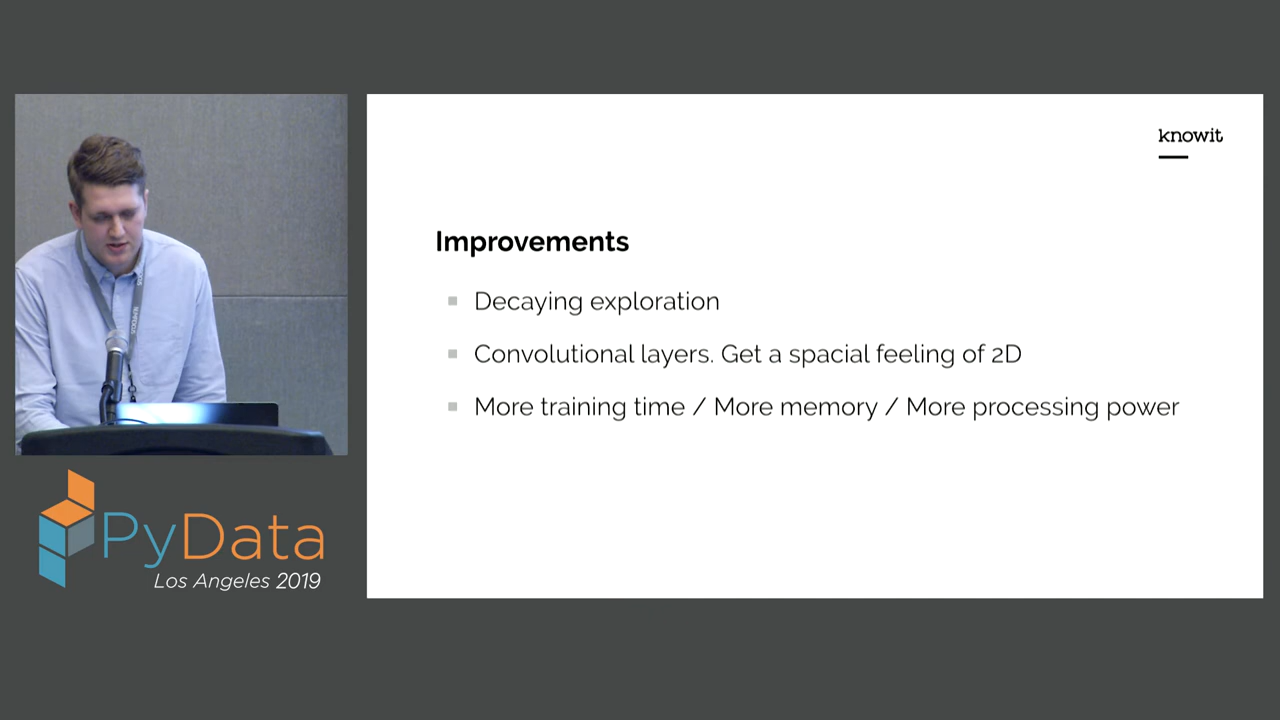 knowit
Improvements
Decaying exploration
Convolutional layers. Get a spacial feeling of 2D
More training time / More memory / More processing power
PyData
Los Angeles 2019